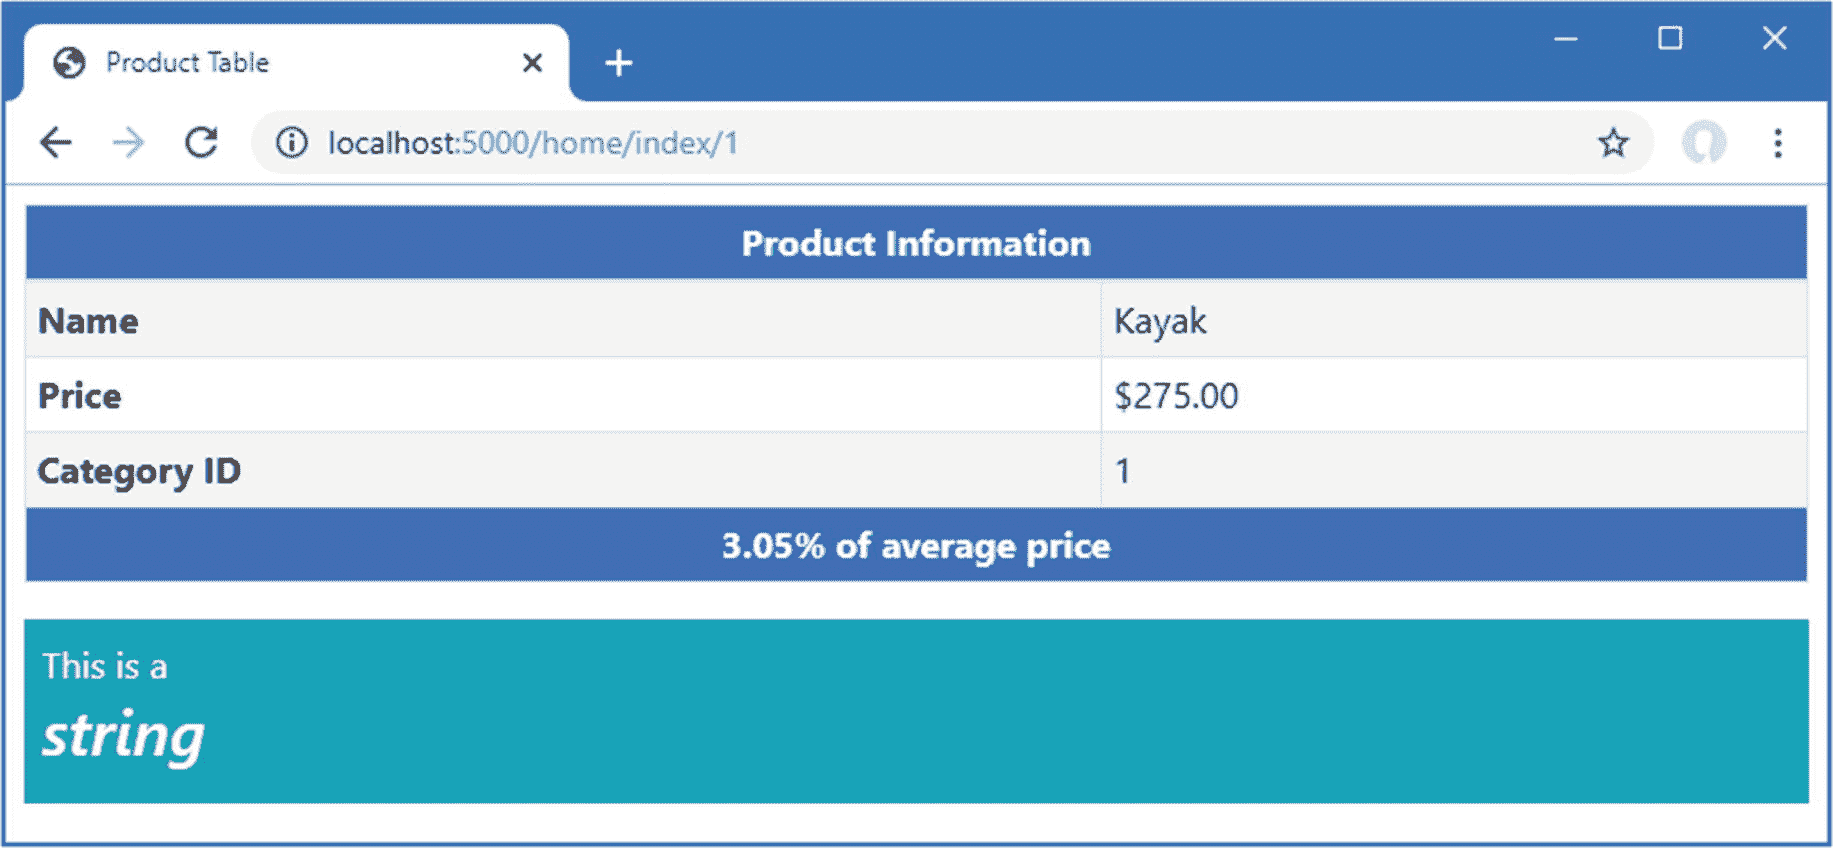 Product Table
localhost:5000/home/index/1
Product Information
Name Kayak
Price $275.00
Category ID 1
3.05% of average price
This is a
string